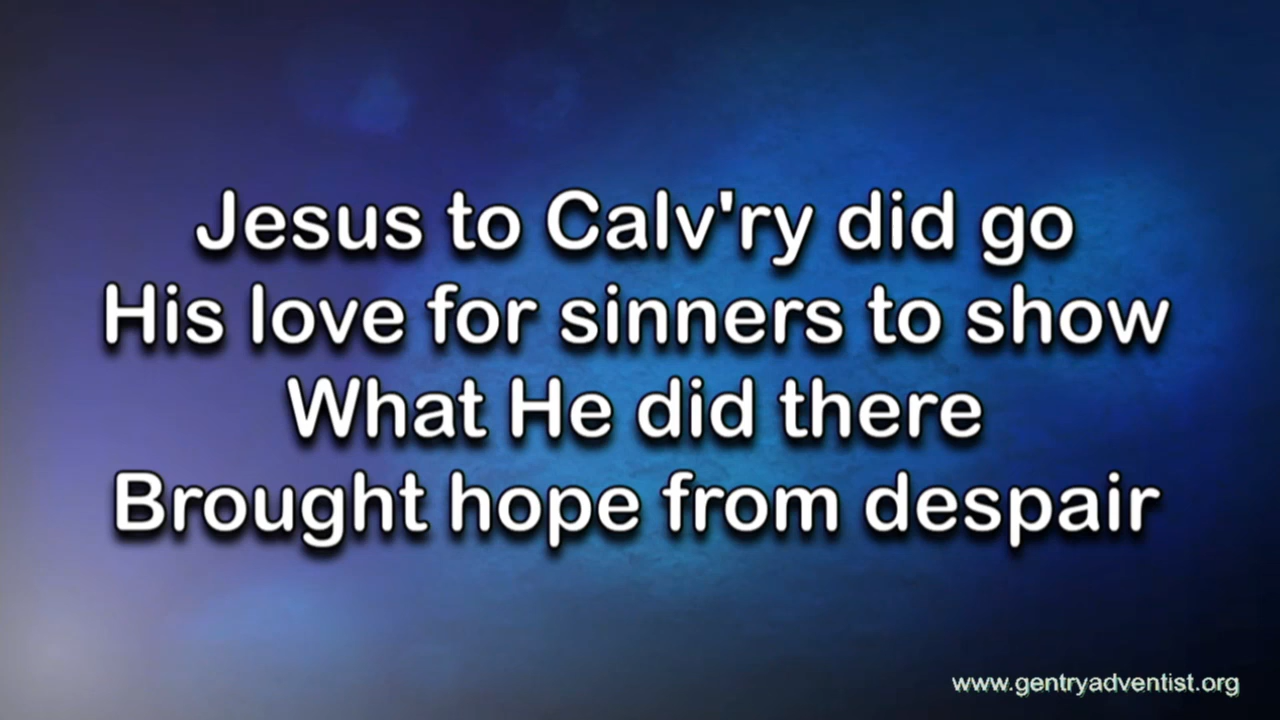 Jesus to Calv'ry did go
His love for sinners to show
What He did there
Brought hope from despair
www.gentryadventist.org